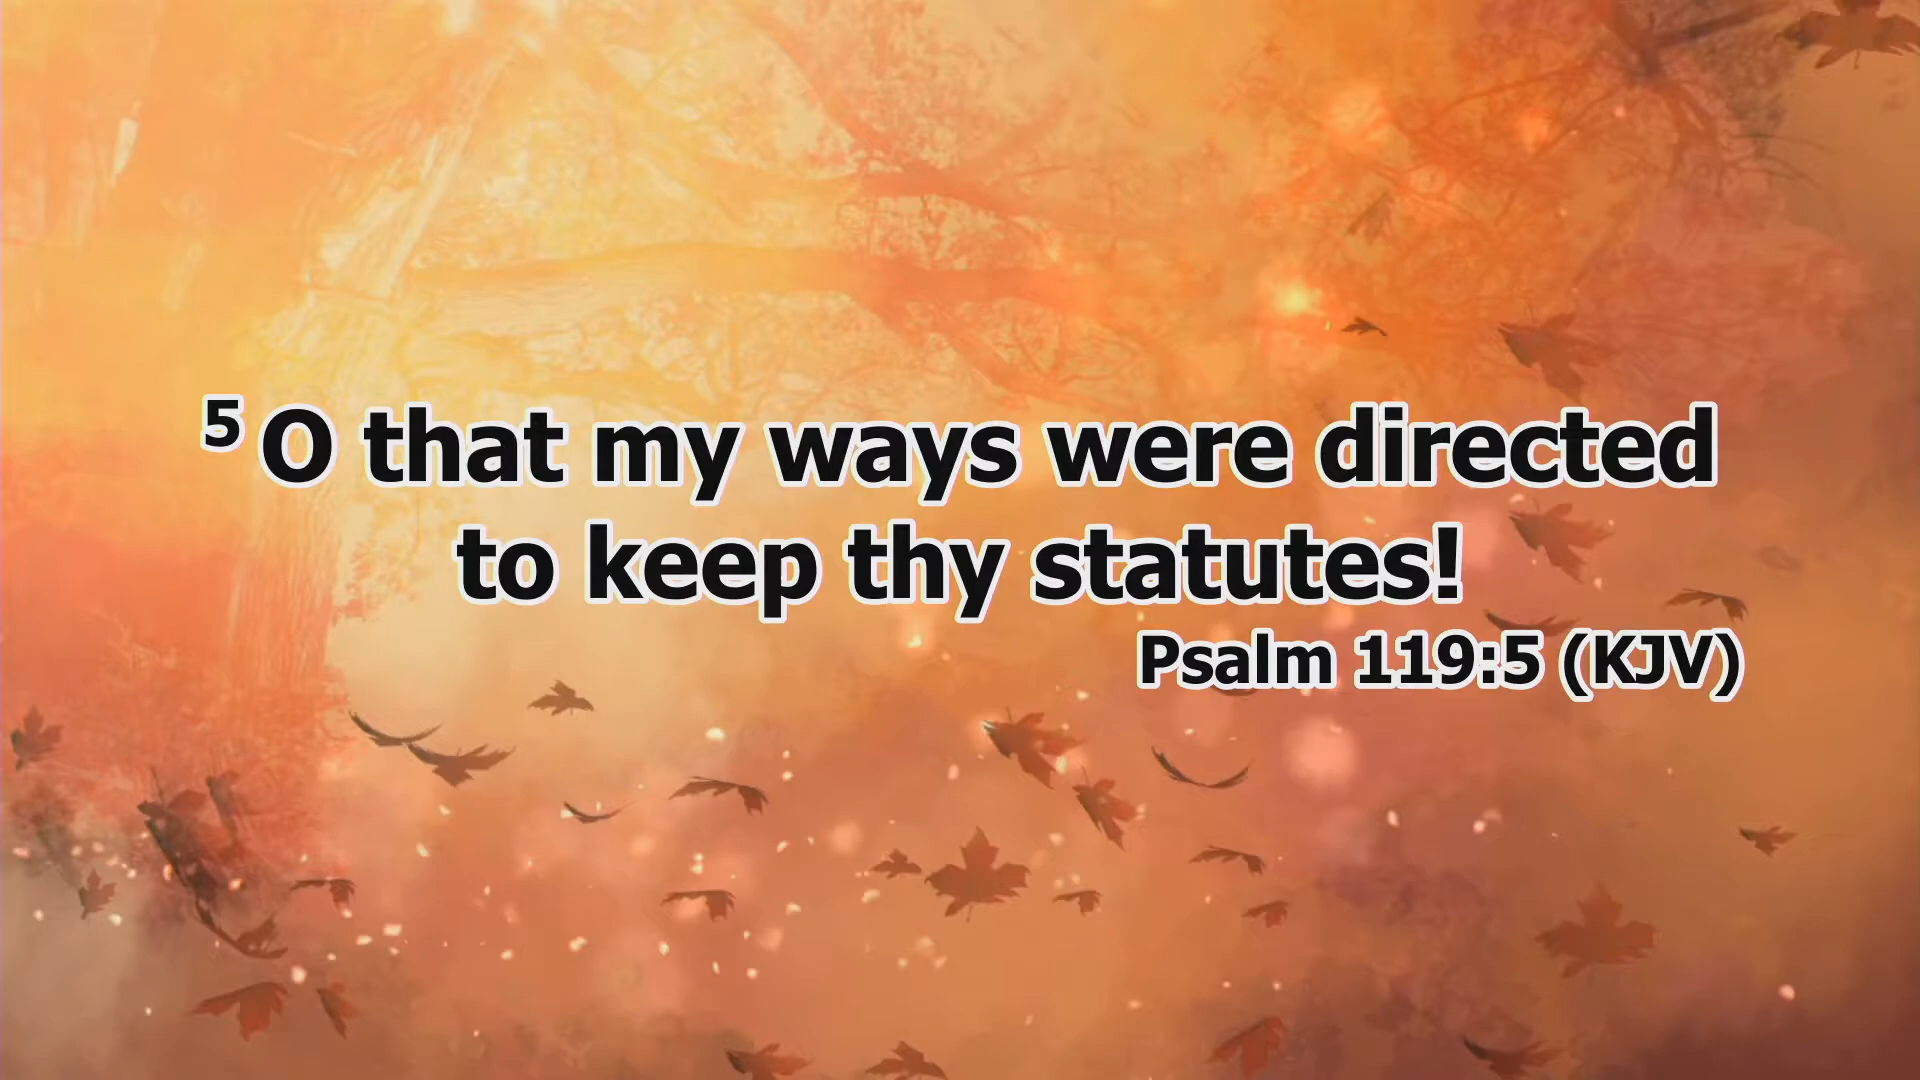 5 O that my ways were directed
to keep thy statutes!
Psalm 119:5 (KJV)